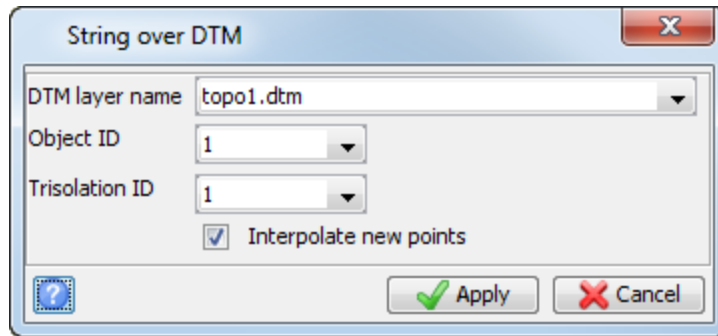 String over DTM
DTM layer name topo1.dtm
Object ID 1
Trisolation ID 1
Interpolate new points
? Apply Cancel